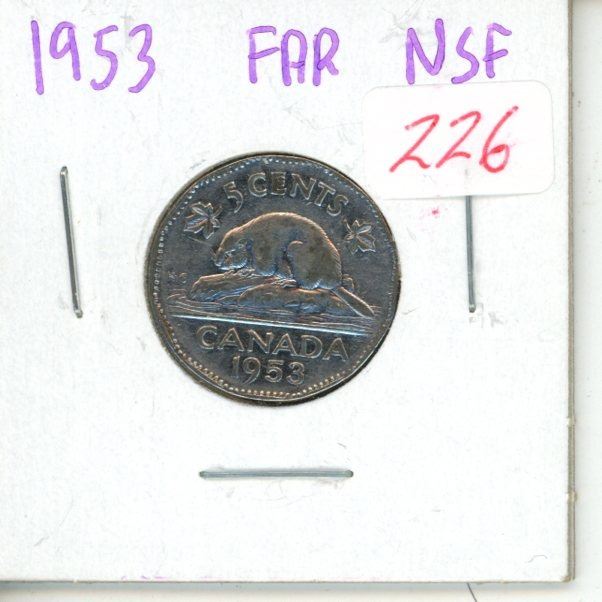 1953 FAR NSF
226
5 CENTS
K·G
CANADA
1953